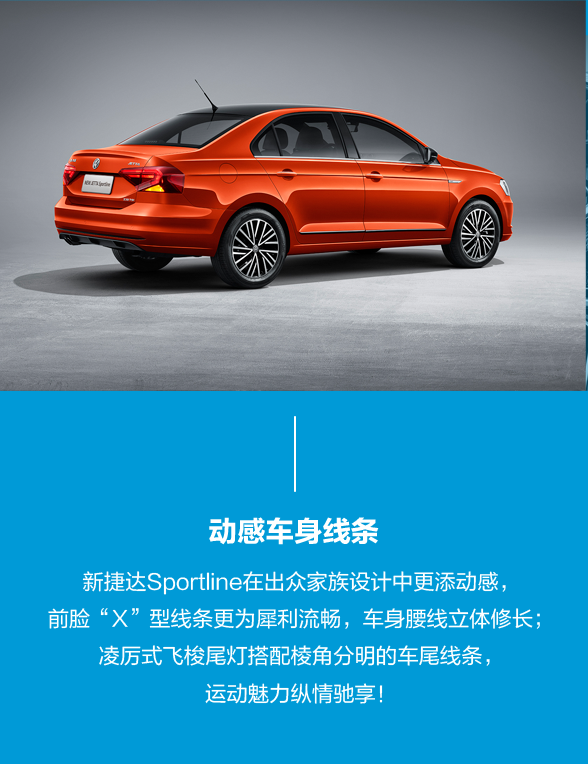 NEW JETTA Sportline
动感车身线条
新捷达Sportline在出众家族设计中更添动感，
前脸“X”型线条更为犀利流畅，车身腰线立体修长；
凌厉式飞梭尾灯搭配棱角分明的车尾线条，
运动魅力纵情驰享！